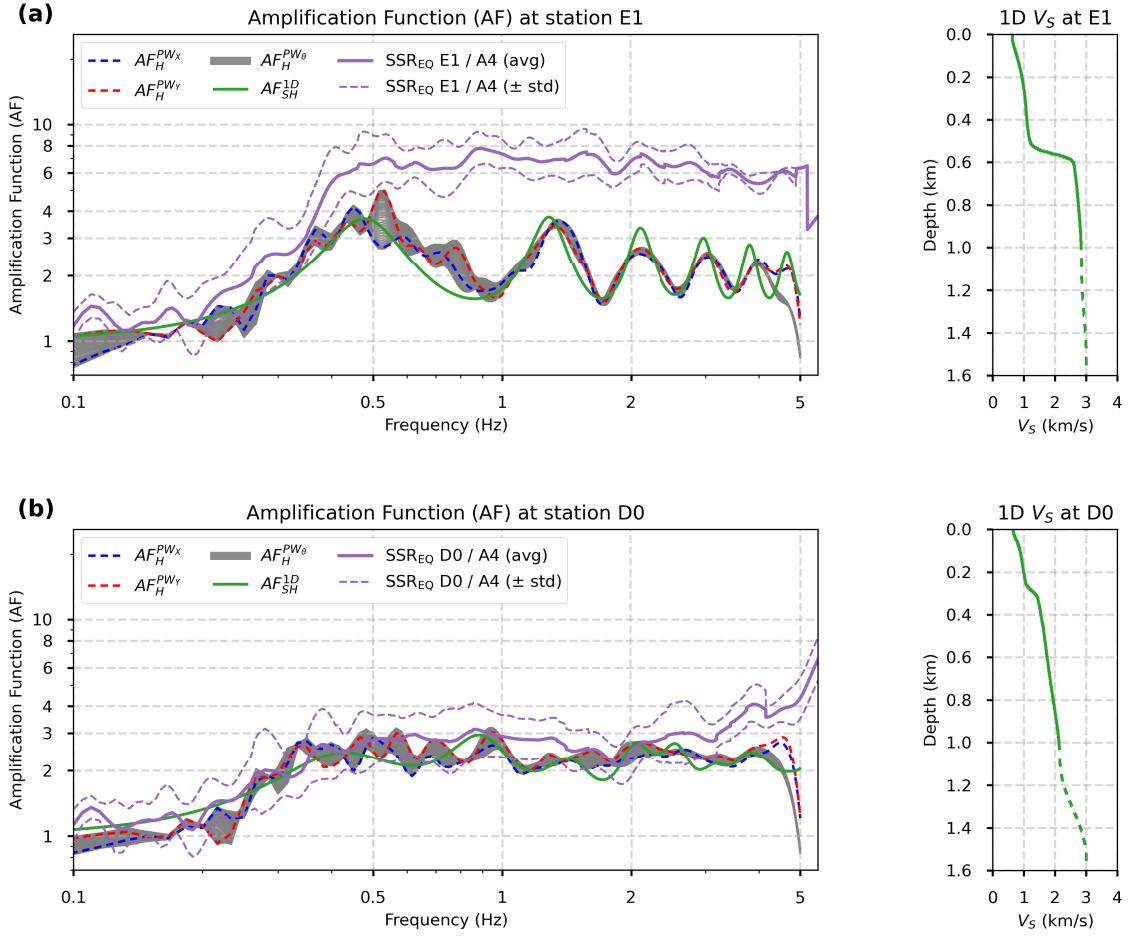 (a)
Amplification Function (AF) at station E1
1D V_S at E1
AF_H^{PW_X}
AF_H^{PW_θ}
SSR_EQ E1 / A4 (avg)
AF_H^{PW_Y}
AF_SH^{1D}
SSR_EQ E1 / A4 (± std)
Amplification Function (AF)
10
8
6
4
3
2
1
0.1
0.5
1
2
5
Frequency (Hz)
Depth (km)
0.0
0.2
0.4
0.6
0.8
1.0
1.2
1.4
1.6
0 1 2 3 4
V_S (km/s)
(b)
Amplification Function (AF) at station D0
1D V_S at D0
AF_H^{PW_X}
AF_H^{PW_θ}
SSR_EQ D0 / A4 (avg)
AF_H^{PW_Y}
AF_SH^{1D}
SSR_EQ D0 / A4 (± std)
Amplification Function (AF)
10
8
6
4
3
2
1
0.1
0.5
1
2
5
Frequency (Hz)
Depth (km)
0.0
0.2
0.4
0.6
0.8
1.0
1.2
1.4
1.6
0 1 2 3 4
V_S (km/s)